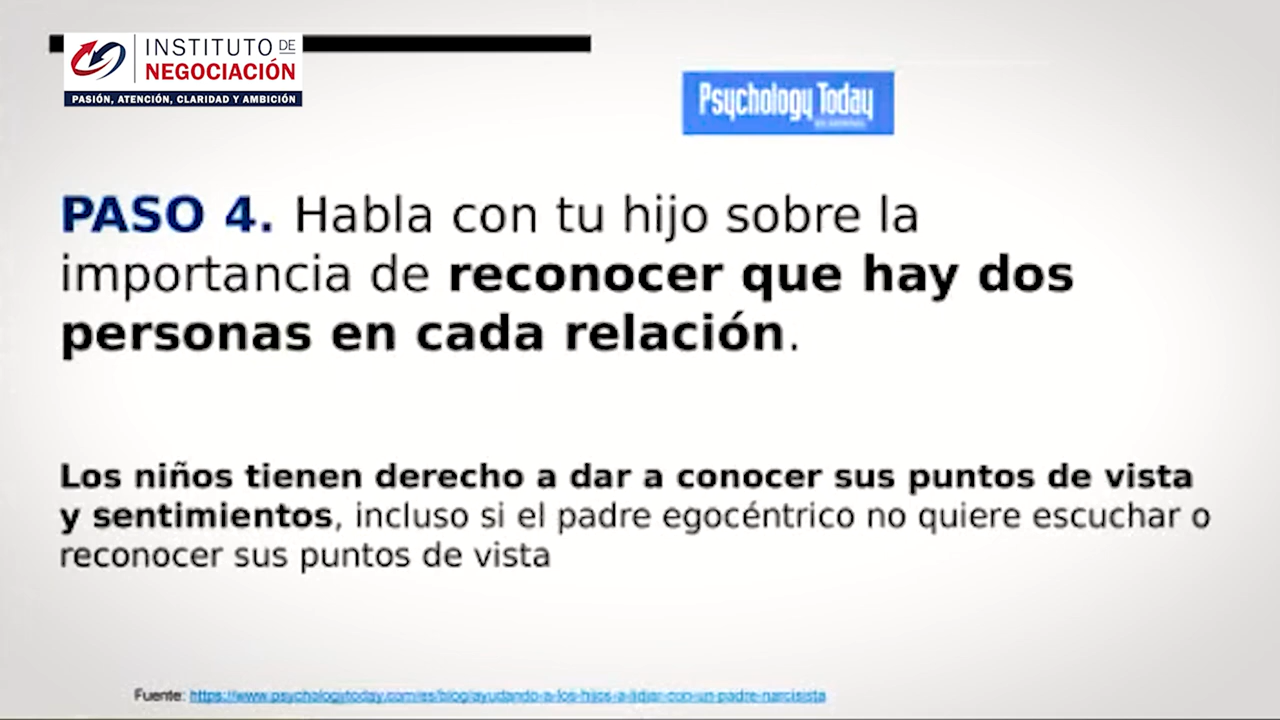 INSTITUTO DE
NEGOCIACIÓN
PASIÓN, ATENCIÓN, CLARIDAD Y AMBICIÓN
Psychology Today
PASO 4. Habla con tu hijo sobre la
importancia de reconocer que hay dos
personas en cada relación.
Los niños tienen derecho a dar a conocer sus puntos de vista
y sentimientos, incluso si el padre egocéntrico no quiere escuchar o
reconocer sus puntos de vista
Fuente: https://www.psychologytoday.com/es/blog/ayudando-a-los-hijos-a-lidiar-con-un-padre-narcisista